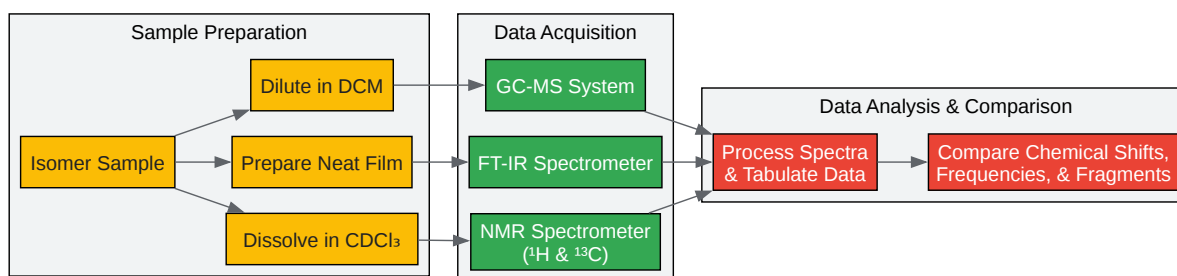 Sample Preparation
Isomer Sample
Dilute in DCM
Prepare Neat Film
Dissolve in CDCl₃
Data Acquisition
GC-MS System
FT-IR Spectrometer
NMR Spectrometer
(¹H & ¹³C)
Data Analysis & Comparison
Process Spectra
& Tabulate Data
Compare Chemical Shifts,
Frequencies, & Fragments